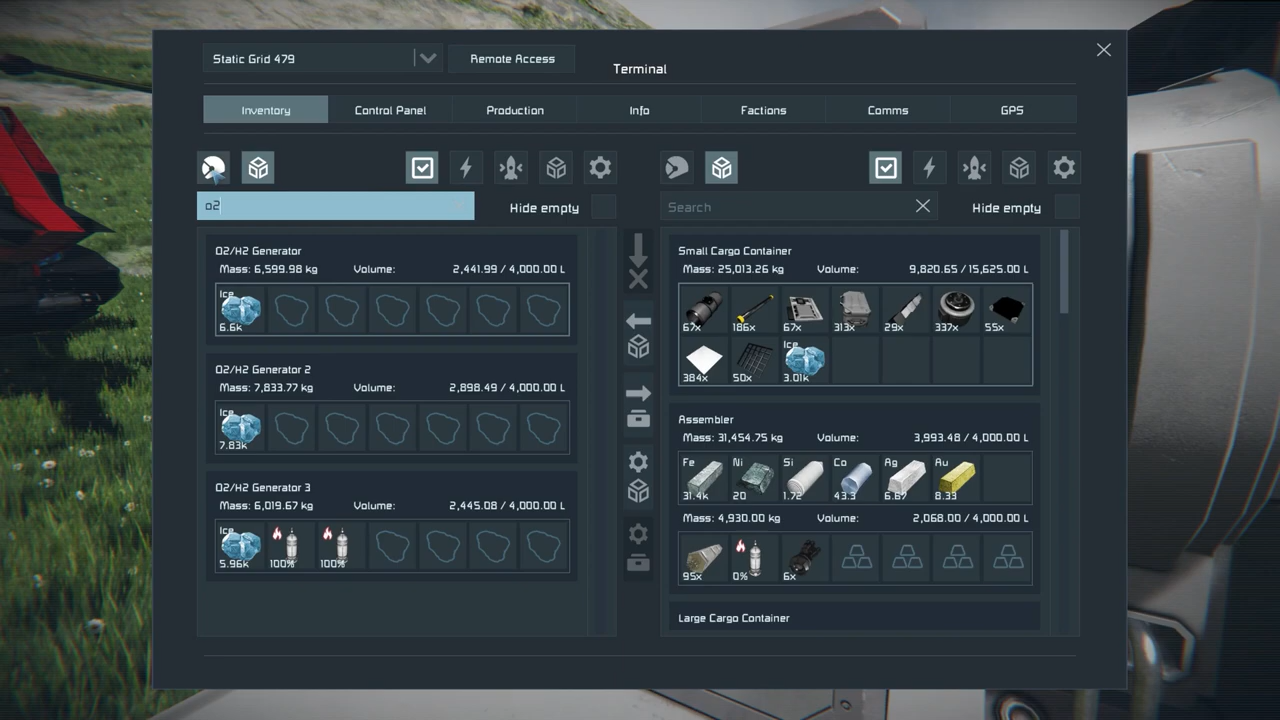 Static Grid 479
Remote Access
Terminal
Inventory
Control Panel
Production
Info
Factions
Comms
GPS
o2
Hide empty
Search
Hide empty
O2/H2 Generator
Mass: 6,599.98 kg Volume: 2,441.99 / 4,000.00 L
Ice
6.6k
O2/H2 Generator 2
Mass: 7,833.77 kg Volume: 2,898.49 / 4,000.00 L
Ice
7.83k
O2/H2 Generator 3
Mass: 6,019.67 kg Volume: 2,445.08 / 4,000.00 L
Ice
5.96k 100% 100%
Small Cargo Container
Mass: 25,013.26 kg Volume: 9,820.65 / 15,625.00 L
67x 186x 67x 313x 29x 337x 55x
Ice
384x 50x 3.01k
Assembler
Mass: 31,454.75 kg Volume: 3,993.48 / 4,000.00 L
Fe Ni Si Co Ag Au
31.4k 20 1.72 43.3 6.67 8.33
Mass: 4,930.00 kg Volume: 2,068.00 / 4,000.00 L
95x 0% 6x
Large Cargo Container